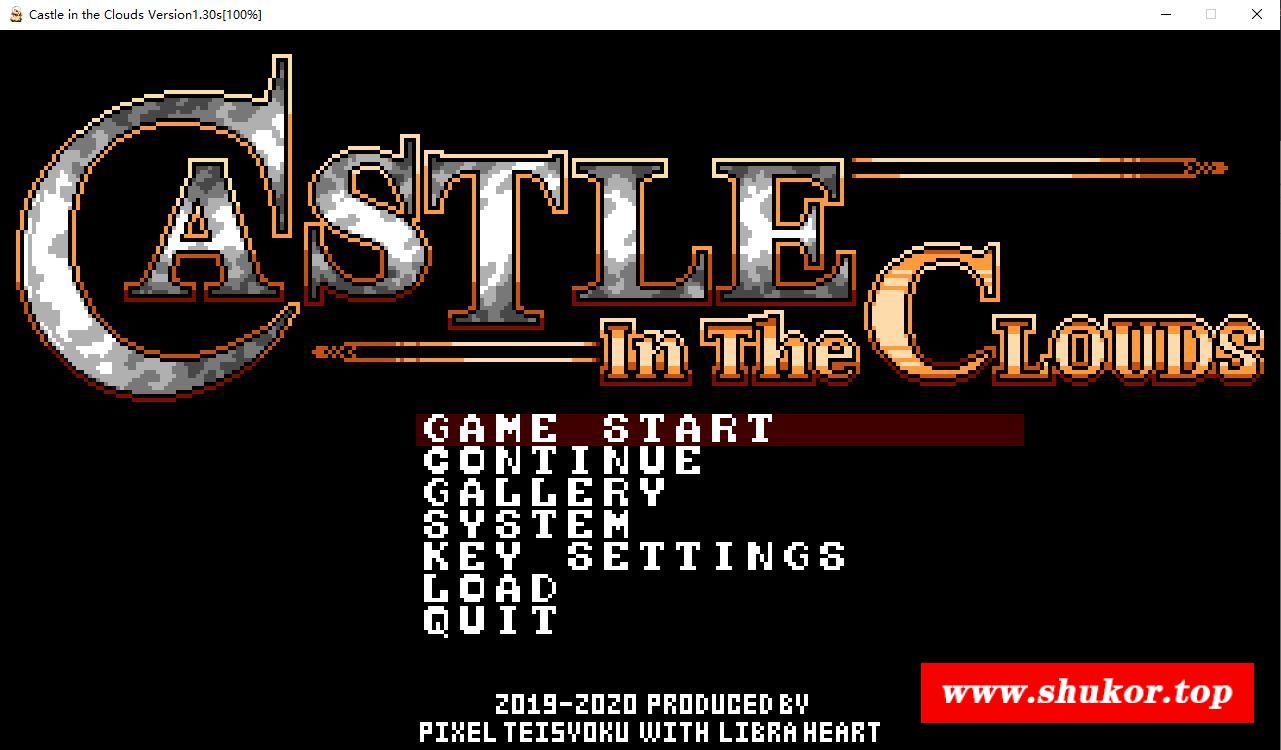 Castle in the Clouds Version1.30s[100%]
CASTLE
In The CLOUDS
GAME START
CONTINUE
GALLERY
SYSTEM
KEY SETTINGS
LOAD
QUIT
2019-2020 PRODUCED BY
PIXEL TEISYOKU WITH LIBRA HEART
www.shukor.top